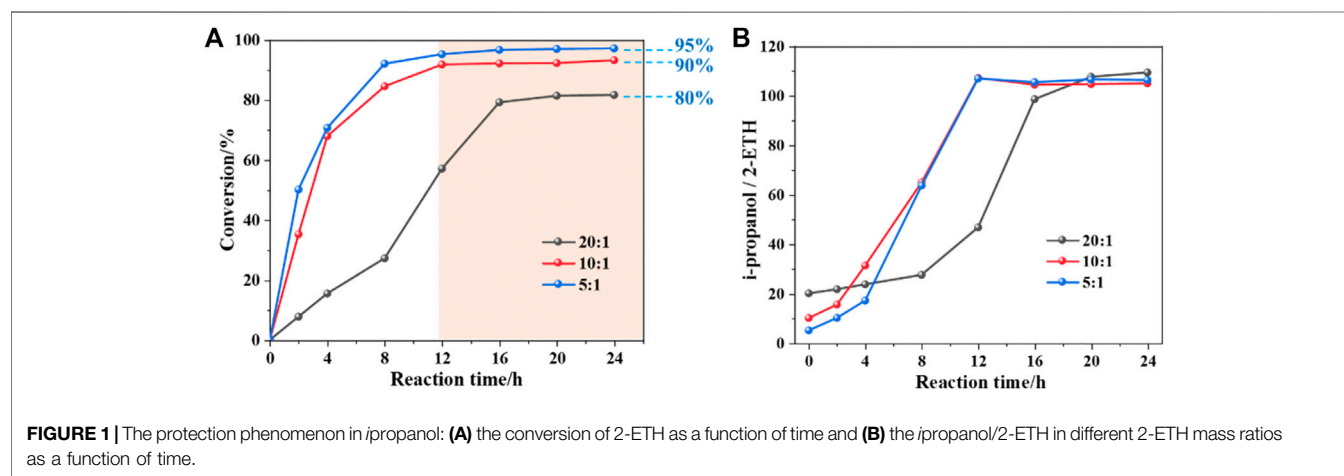 A
Conversion/%
100
80
60
40
20
0
0 4 8 12 16 20 24
Reaction time/h
20:1
10:1
5:1
95%
90%
80%
B
i-propanol / 2-ETH
120
100
80
60
40
20
0
0 4 8 12 16 20 24
Reaction time/h
20:1
10:1
5:1
FIGURE 1 | The protection phenomenon in ipropanol: (A) the conversion of 2-ETH as a function of time and (B) the ipropanol/2-ETH in different 2-ETH mass ratios
as a function of time.